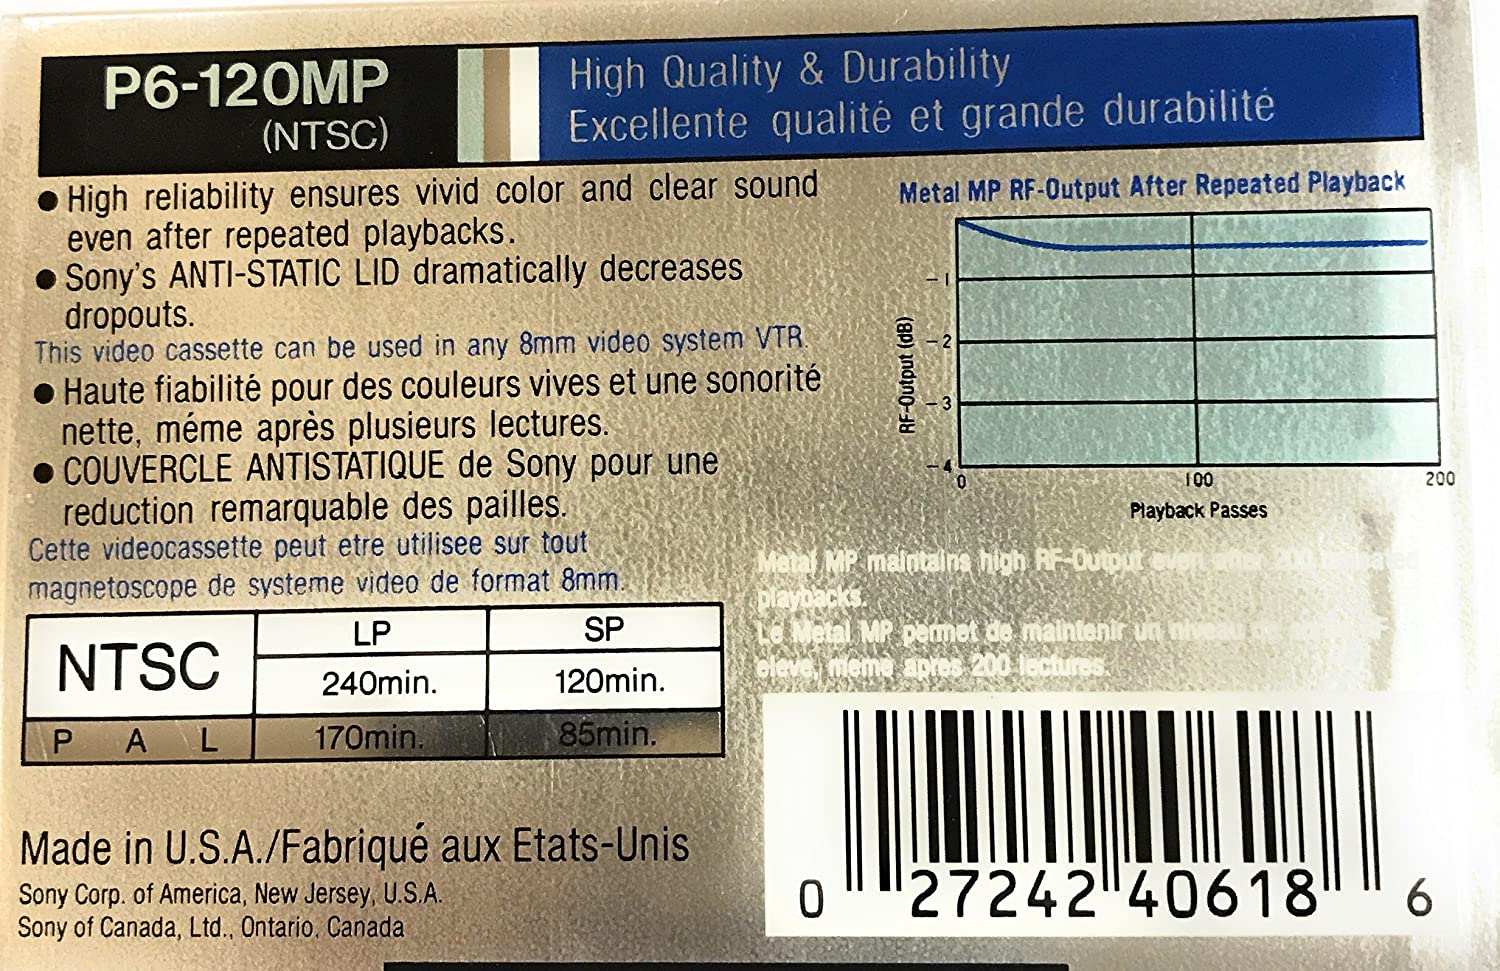 P6-120MP
(NTSC)
High Quality & Durability
Excellente qualité et grande durabilité
● High reliability ensures vivid color and clear sound
even after repeated playbacks.
● Sony's ANTI-STATIC LID dramatically decreases
dropouts.
This video cassette can be used in any 8mm video system VTR.
● Haute fiabilité pour des couleurs vives et une sonorité
nette, méme après plusieurs lectures.
● COUVERCLE ANTISTATIQUE de Sony pour une
reduction remarquable des pailles.
Cette videocassette peut etre utilisee sur tout
magnetoscope de systeme video de format 8mm.
NTSC LP SP
240min. 120min.
PAL 170min. 85min.
Made in U.S.A./Fabriqué aux Etats-Unis
Sony Corp. of America, New Jersey, U.S.A.
Sony of Canada, Ltd., Ontario, Canada
Metal MP RF-Output After Repeated Playback
RF-Output (dB)
-1
-2
-3
-4
0 100 200
Playback Passes
Metal MP maintains high RF-Output even
playbacks.
Le Metal MP permet de maintenir un niveau
eleve, meme apres 200 lectures.
0 27242 40618 6